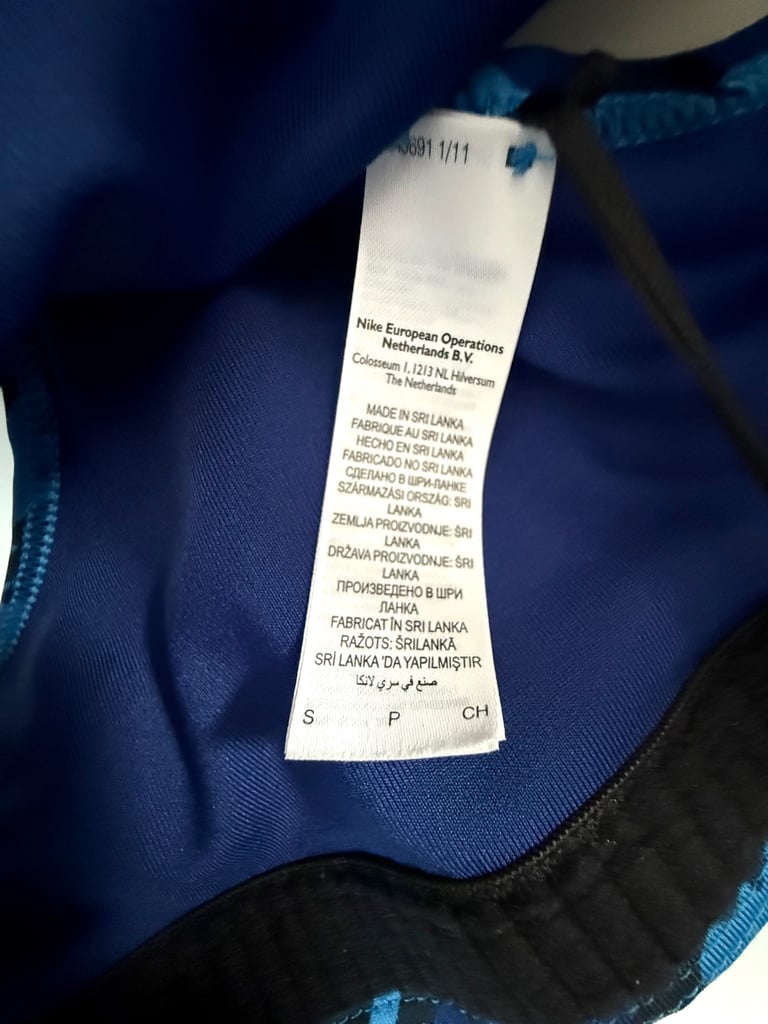 1/11
Nike European Operations
Netherlands B.V.
Colosseum 1, 1213 NL Hilversum
The Netherlands
MADE IN SRI LANKA
FABRIQUE AU SRI LANKA
HECHO EN SRI LANKA
FABRICADO NO SRI LANKA
СДЕЛАНО В ШРИ-ЛАНКЕ
SZÁRMAZÁSI ORSZÁG: SRI
LANKA
ZEMLJA PROIZVODNJE: ŠRI
LANKA
DRŽAVA PROIZVODNJE: ŠRI
LANKA
ПРОИЗВЕДЕНО В ШРИ
ЛАНКА
FABRICAT ÎN SRI LANKA
RAŽOTS: ŠRILANKĀ
SRİ LANKA 'DA YAPILMIŞTIR
صنع في سري لانكا
S P CH